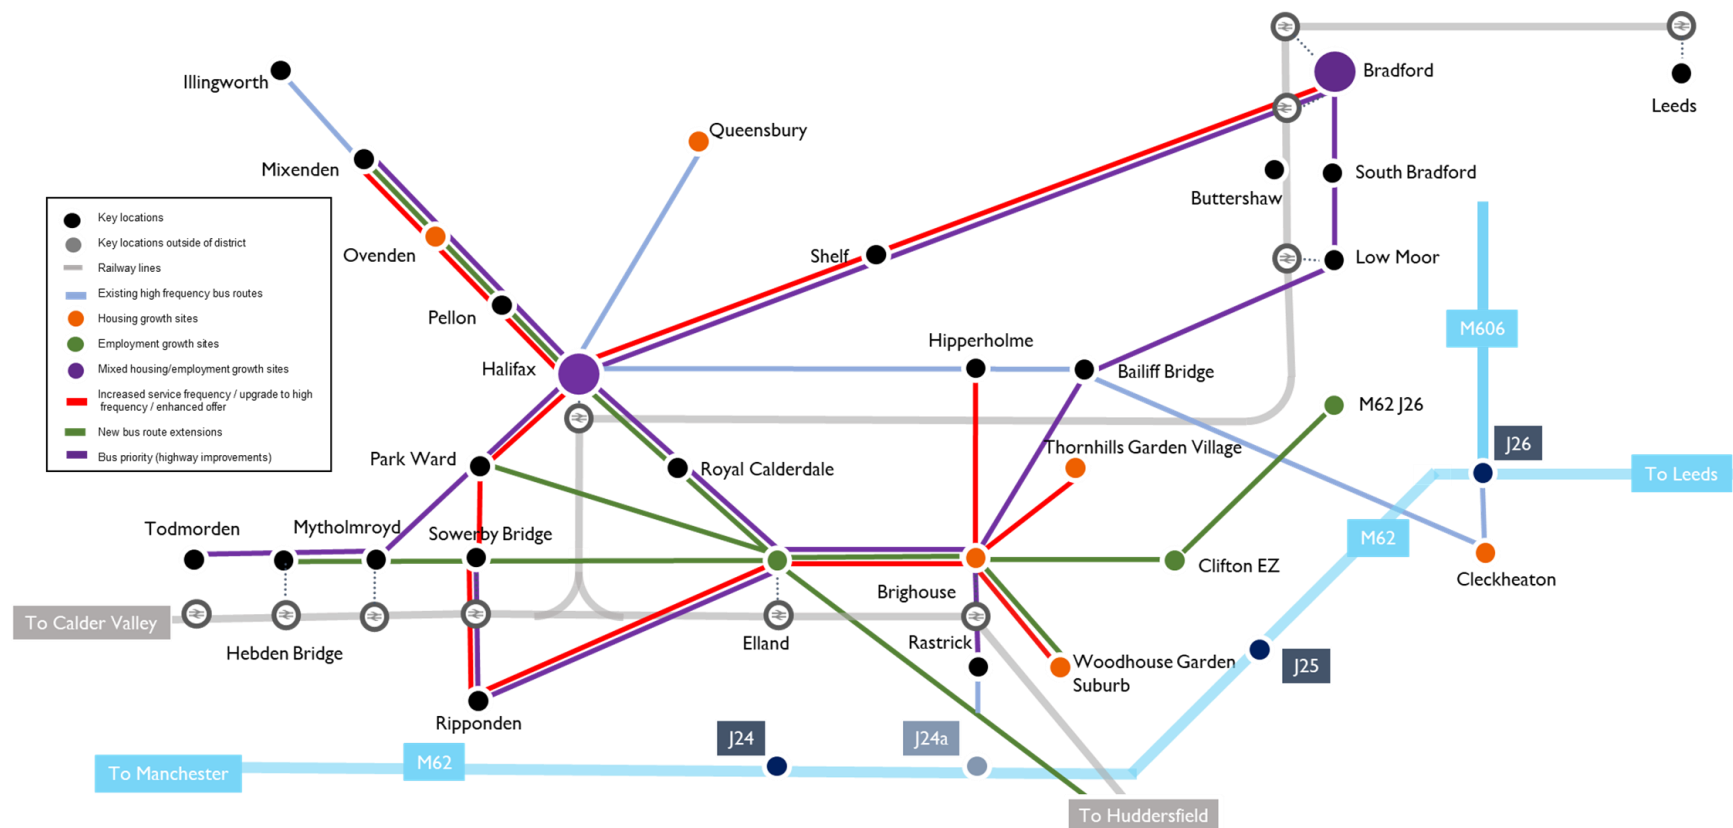 Bradford
Leeds
Illingworth
Queensbury
Mixenden
South Bradford
Buttershaw
Key locations
Key locations outside of district
Railway lines
Existing high frequency bus routes
Housing growth sites
Employment growth sites
Mixed housing/employment growth sites
Increased service frequency / upgrade to high
frequency / enhanced offer
New bus route extensions
Bus priority (highway improvements)
Ovenden
Shelf
Low Moor
Pellon
M606
Hipperholme
Halifax
Bailiff Bridge
M62 J26
J26
Thornhills Garden Village
Park Ward
Royal Calderdale
To Leeds
Todmorden
Mytholmroyd
Sowerby Bridge
M62
Clifton EZ
Cleckheaton
Brighouse
To Calder Valley
Hebden Bridge
Elland
Rastrick
Woodhouse Garden
Suburb
J25
Ripponden
J24
J24a
M62
To Manchester
To Huddersfield